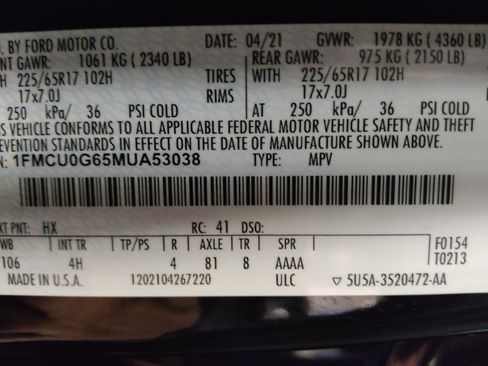 . BY FORD MOTOR CO. DATE: 04/21 GVWR: 1978 KG ( 4360 LB)
NT GAWR: 1061 KG ( 2340 LB) REAR GAWR: 975 KG ( 2150 LB)
TH 225/65R17 102H TIRES WITH 225/65R17 102H
17x7.0J RIMS 17x7.0J
AT 250 kPa/ 36 PSI COLD AT 250 kPa/ 36 PSI COLD
IS VEHICLE CONFORMS TO ALL APPLICABLE FEDERAL MOTOR VEHICLE SAFETY AND
EVENTION STANDARDS IN EFFECT ON THE DATE OF MANUFACTURE SHOWN ABOVE.
N: 1FMCU0G65MUA53038 TYPE: MPV
XT PNT: HX RC: 41 DSO:
WB INT TR TP/PS R AXLE TR SPR F0154
106 4H 4 81 8 AAAA T0213
MADE IN U.S.A. 1202104267220 ULC ▽ 5U5A-3520472-AA